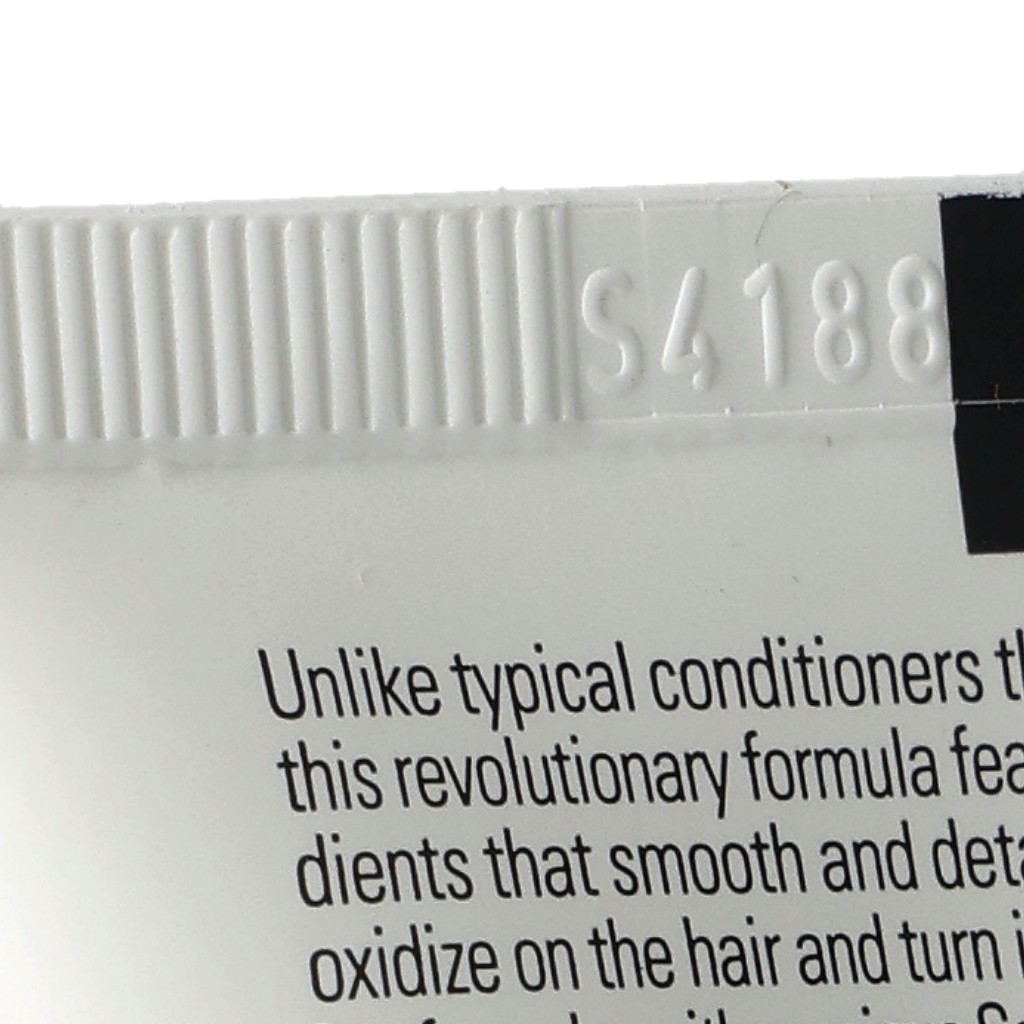 S4188
Unlike typical conditioners
this revolutionary formula
dients that smooth and
oxidize on the hair and turn